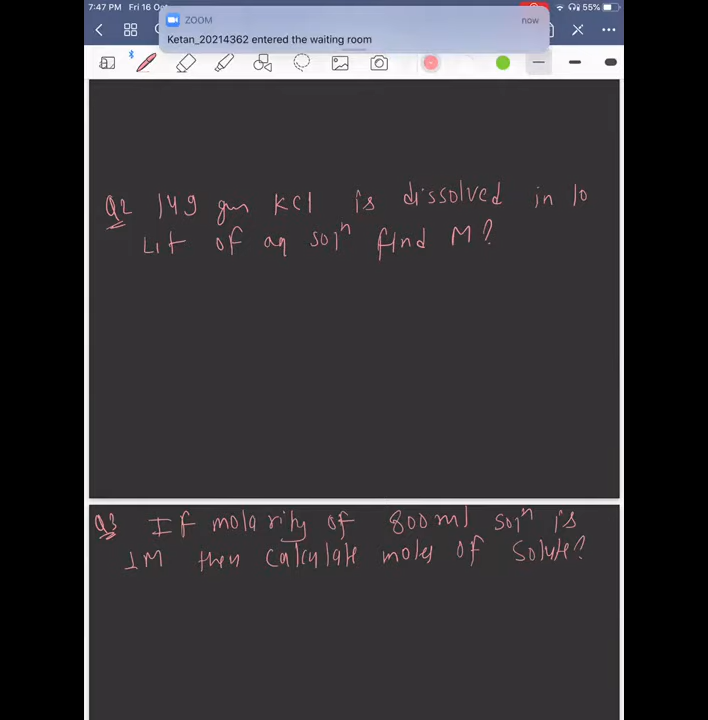 7:47 PM Fri 16 Oct
55%
ZOOM
now
Ketan_20214362 entered the waiting room
Q2 149 gm KCl is dissolved in 10
Lit of aq solⁿ find M?
Q3 If molarity of 800ml solⁿ is
1M then calculate moles of solute?